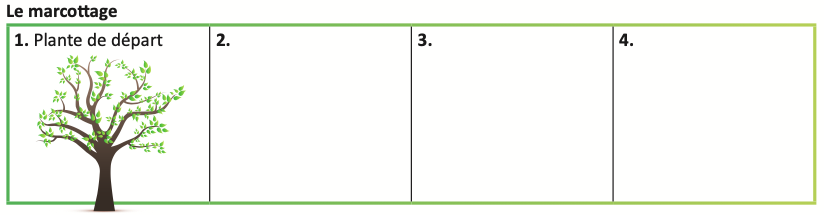 Le marcottage
1. Plante de départ
2.
3.
4.